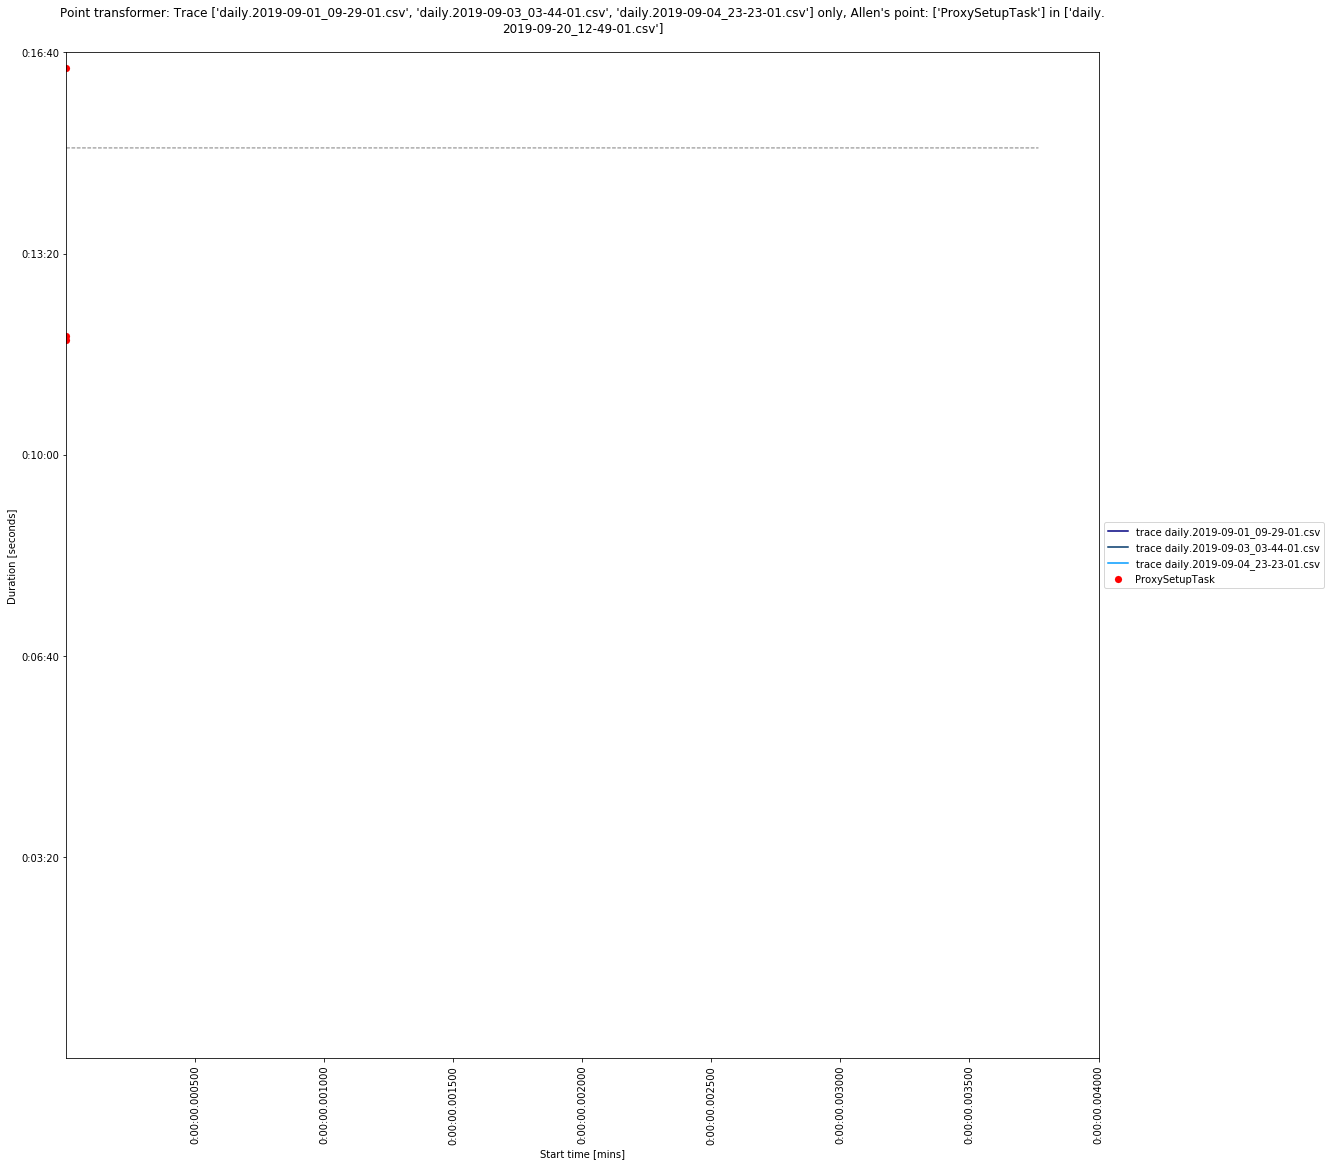 Point transformer: Trace ['daily.2019-09-01_09-29-01.csv', 'daily.2019-09-03_03-44-01.csv', 'daily.2019-09-04_23-23-01.csv'] only, Allen's point: ['ProxySetupTask'] in ['daily.
2019-09-20_12-49-01.csv']
0:16:40
0:13:20
0:10:00
0:06:40
0:03:20
Duration [seconds]
trace daily.2019-09-01_09-29-01.csv
trace daily.2019-09-03_03-44-01.csv
trace daily.2019-09-04_23-23-01.csv
ProxySetupTask
0:00:00.000500
0:00:00.001000
0:00:00.001500
0:00:00.002000
0:00:00.002500
0:00:00.003000
0:00:00.003500
0:00:00.004000
Start time [mins]